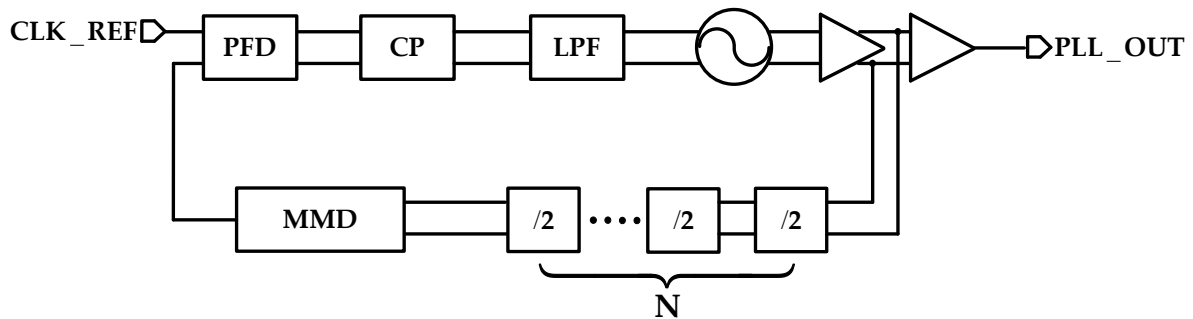 CLK_REF
PFD
CP
LPF
PLL_OUT
MMD
/2
/2
/2
N